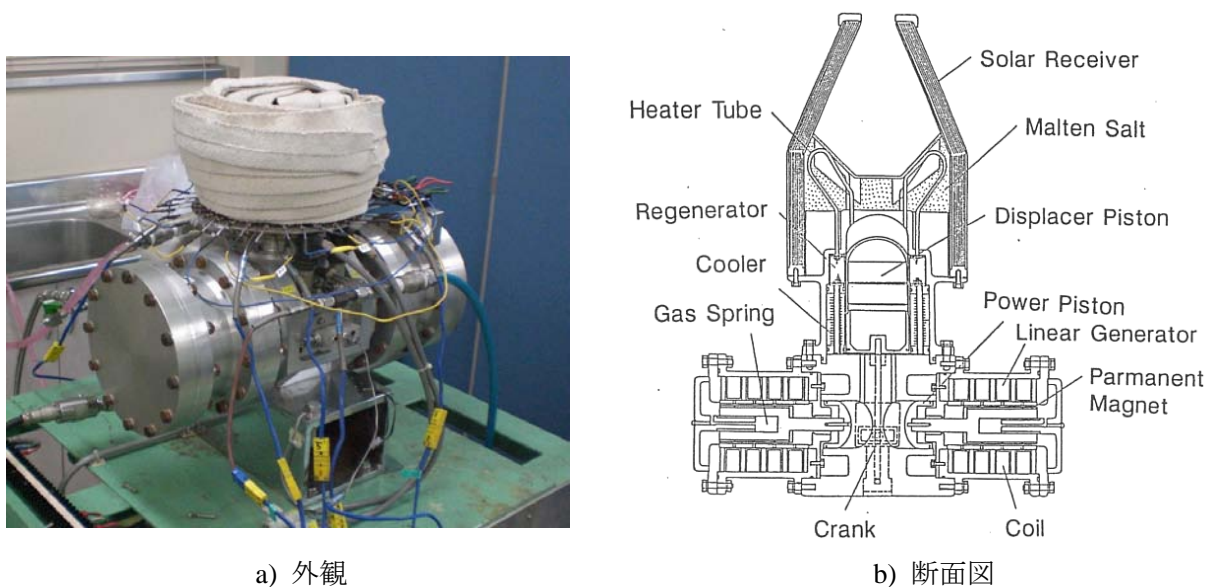 Solar Receiver
Heater Tube
Malten Salt
Regenerator
Displacer Piston
Cooler
Power Piston
Gas Spring
Linear Generator
Parmanent
Magnet
Crank
Coil
a) 外観
b) 断面図